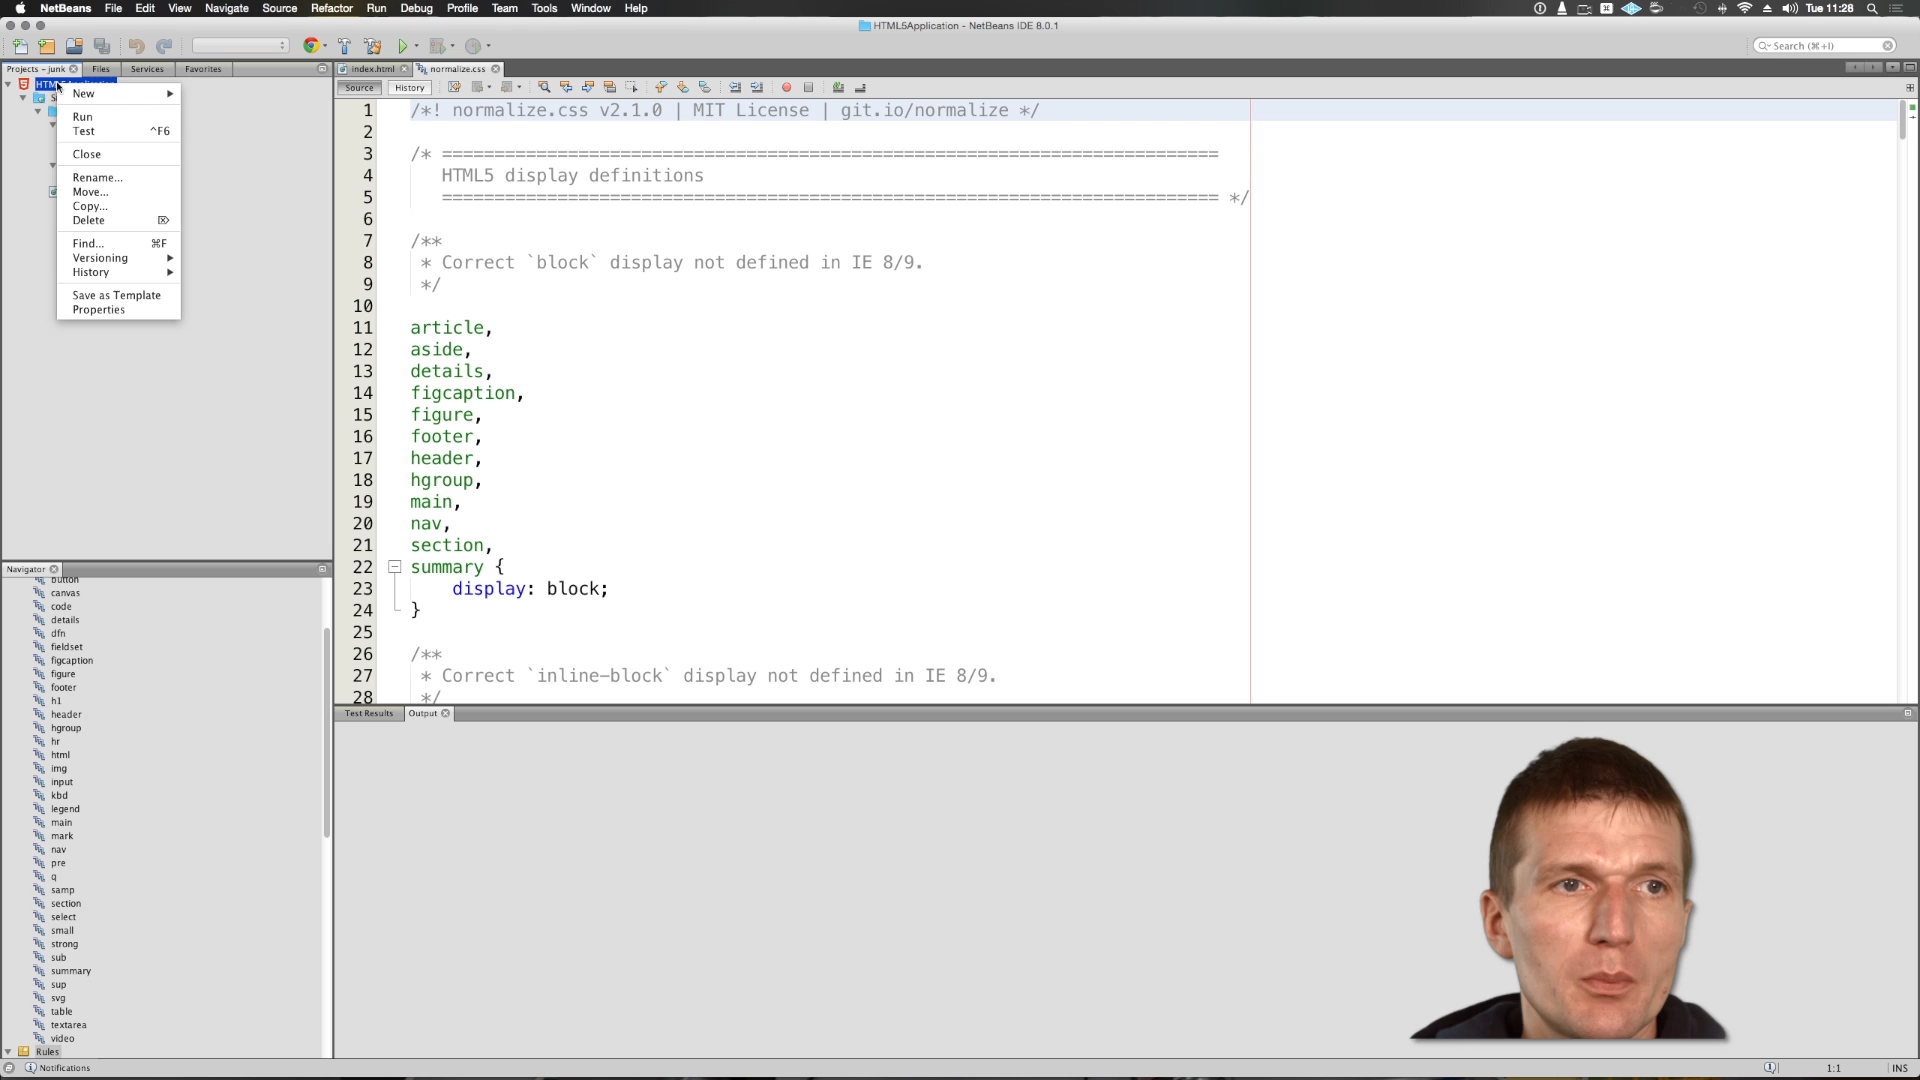 NetBeans File Edit View Navigate Source Refactor Run Debug Profile Team Tools Window Help
Tue 11:28
HTML5Application - NetBeans IDE 8.0.1
Search (⌘+I)
Projects - junk Files Services Favorites
index.html normalize.css
Source History
New
Run
Test ^F6
Close
Rename...
Move...
Copy...
Delete
Find... ⌘F
Versioning
History
Save as Template
Properties
1 /*! normalize.css v2.1.0 | MIT License | git.io/normalize */
2
3 /* ==========================================================================
4 HTML5 display definitions
5 ========================================================================== */
6
7 /**
8 * Correct `block` display not defined in IE 8/9.
9 */
10
11 article,
12 aside,
13 details,
14 figcaption,
15 figure,
16 footer,
17 header,
18 hgroup,
19 main,
20 nav,
21 section,
22 summary {
23 display: block;
24 }
25
26 /**
27 * Correct `inline-block` display not defined in IE 8/9.
28 */
Navigator
button
canvas
code
details
dfn
fieldset
figcaption
figure
footer
h1
header
hgroup
hr
html
img
input
kbd
legend
main
mark
nav
pre
q
samp
section
select
small
strong
sub
summary
sup
svg
table
textarea
video
Rules
Test Results Output
Notifications
1:1 INS